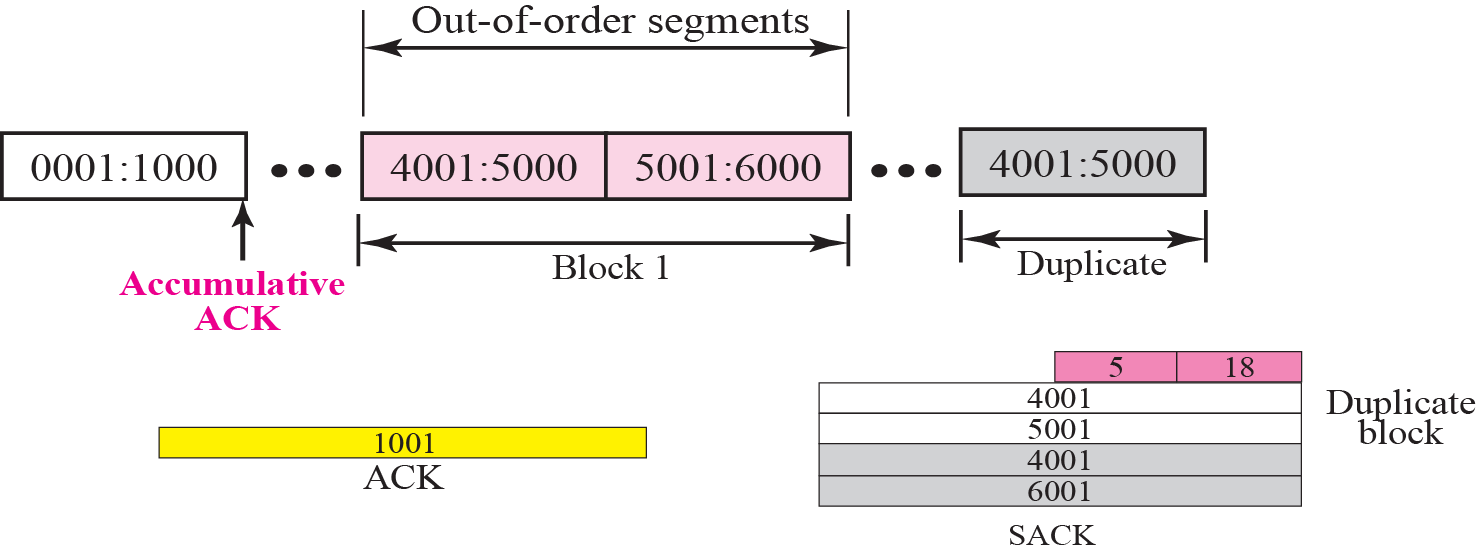 Out-of-order segments
0001:1000
4001:5000
5001:6000
4001:5000
Block 1
Duplicate
Accumulative
ACK
5
18
4001
5001
4001
6001
Duplicate
block
1001
ACK
SACK